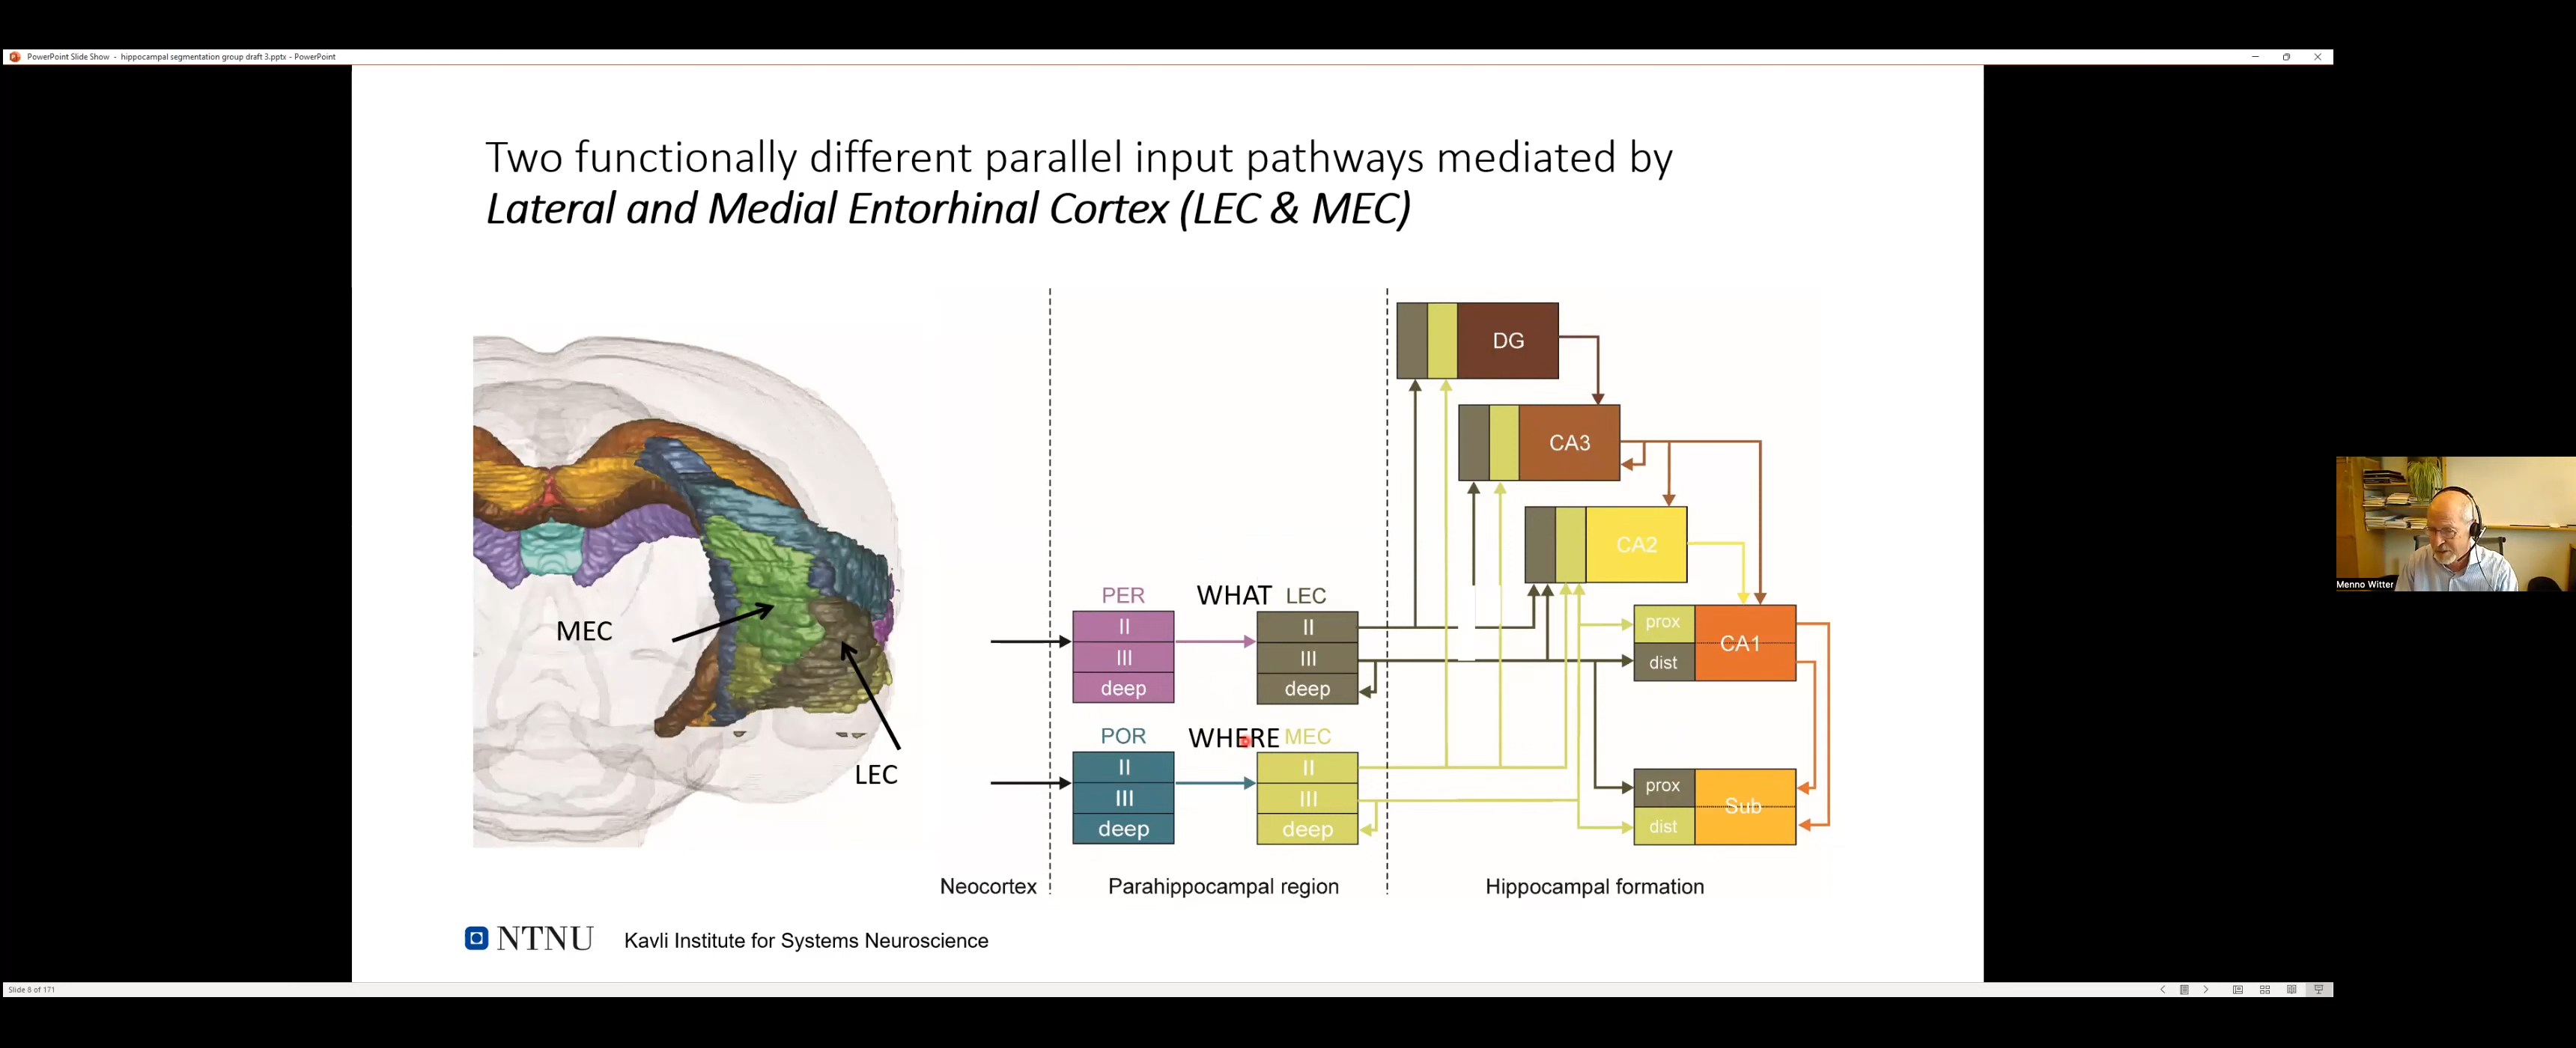 PowerPoint Slide Show - hippocampal segmentation group draft 3.pptx - PowerPoint
Two functionally different parallel input pathways mediated by
Lateral and Medial Entorhinal Cortex (LEC & MEC)
DG
CA3
CA2
PER
WHAT
LEC
II
III
deep
II
III
deep
prox
dist
CA1
MEC
LEC
POR
WHERE
MEC
II
III
deep
II
III
deep
prox
dist
Sub
Neocortex
Parahippocampal region
Hippocampal formation
NTNU
Kavli Institute for Systems Neuroscience
Slide 8 of 171
Menno Witter